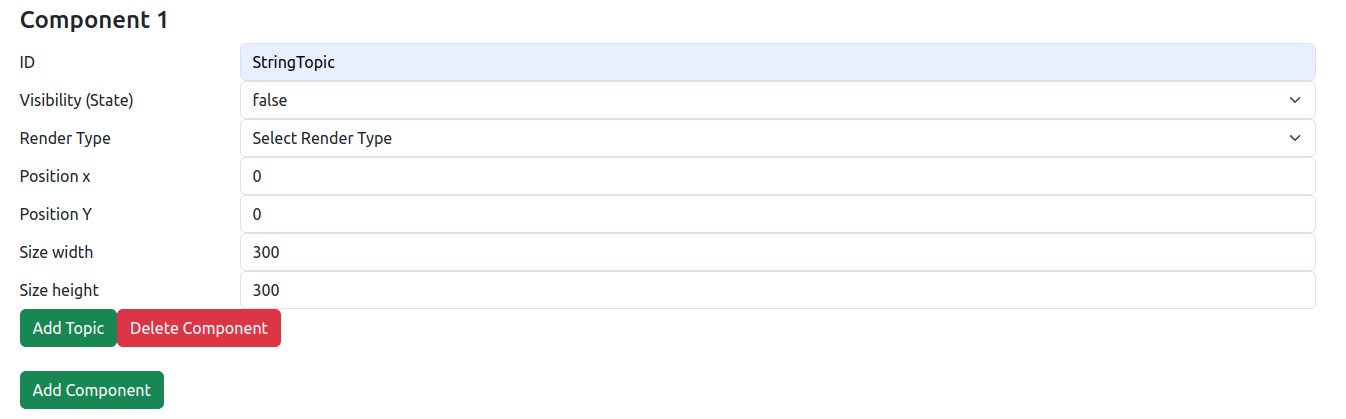 Component 1
ID StringTopic
Visibility (State) false
Render Type Select Render Type
Position x 0
Position Y 0
Size width 300
Size height 300
Add Topic Delete Component
Add Component